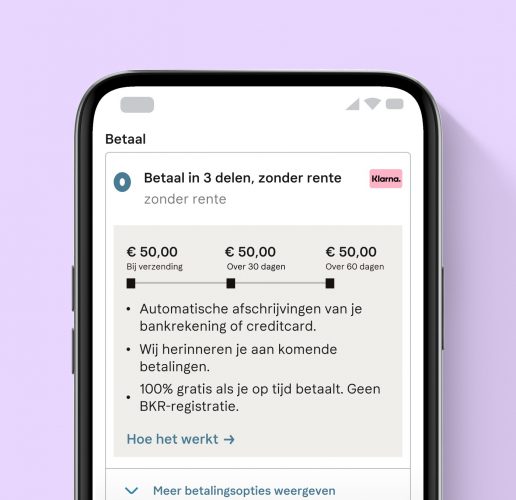 Betaal
Betaal in 3 delen, zonder rente
Klarna.
zonder rente
€ 50,00 € 50,00 € 50,00
Bij verzending Over 30 dagen Over 60 dagen
• Automatische afschrijvingen van je
bankrekening of creditcard.
• Wij herinneren je aan komende
betalingen.
• 100% gratis als je op tijd betaalt. Geen
BKR-registratie.
Hoe het werkt →
Meer betalingsopties weergeven